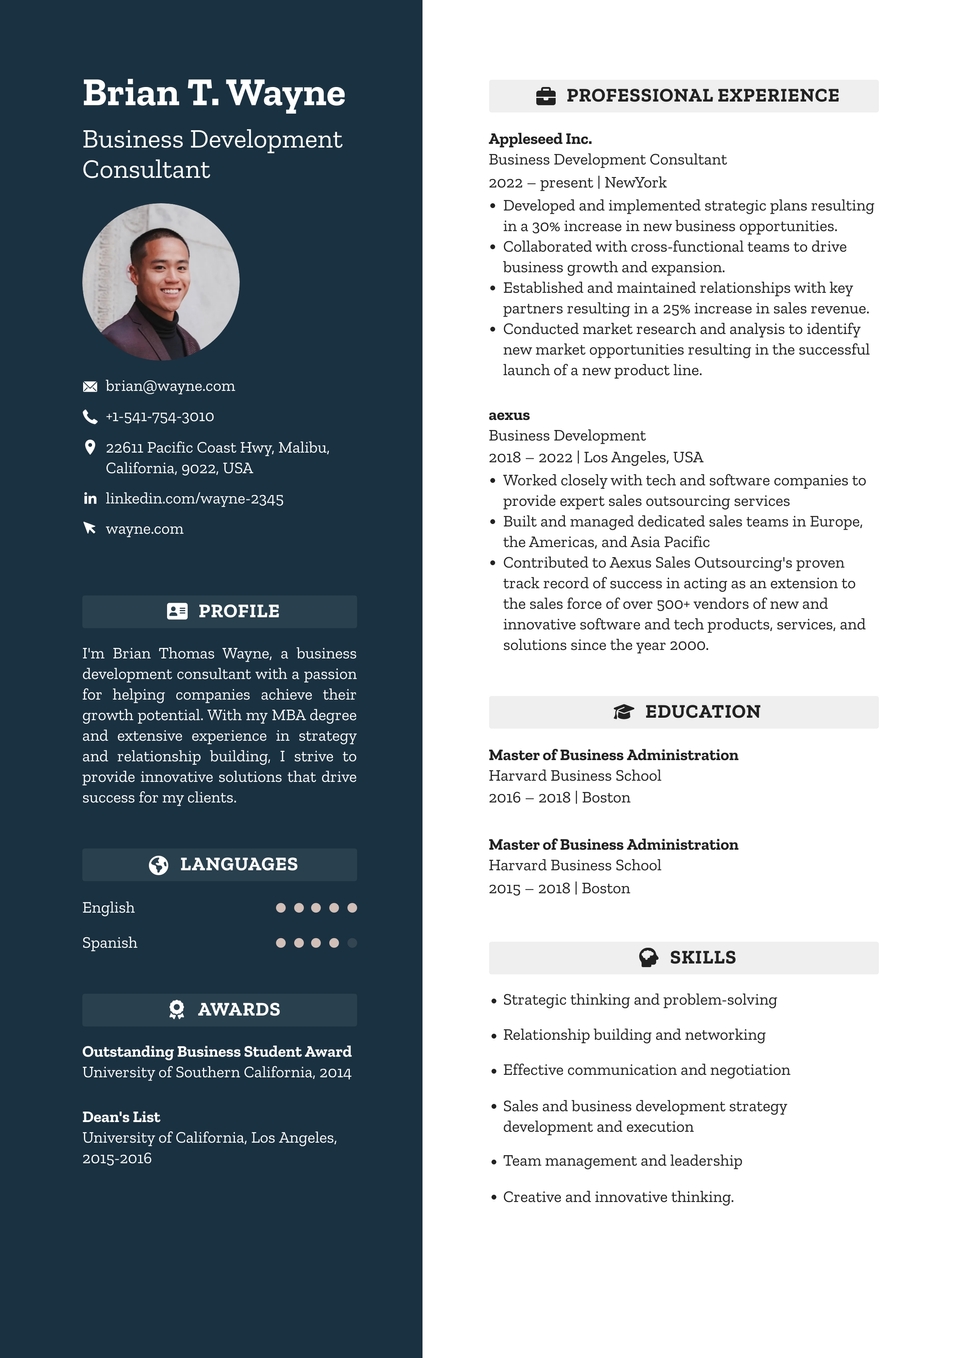 Brian T. Wayne
Business Development
Consultant
brian@wayne.com
+1-541-754-3010
22611 Pacific Coast Hwy, Malibu,
California, 9022, USA
linkedin.com/wayne-2345
wayne.com
PROFILE
I'm Brian Thomas Wayne, a business
development consultant with a passion
for helping companies achieve their
growth potential. With my MBA degree
and extensive experience in strategy
and relationship building, I strive to
provide innovative solutions that drive
success for my clients.
LANGUAGES
English
Spanish
AWARDS
Outstanding Business Student Award
University of Southern California, 2014
Dean's List
University of California, Los Angeles,
2015-2016
PROFESSIONAL EXPERIENCE
Appleseed Inc.
Business Development Consultant
2022 – present | NewYork
• Developed and implemented strategic plans resulting
in a 30% increase in new business opportunities.
• Collaborated with cross-functional teams to drive
business growth and expansion.
• Established and maintained relationships with key
partners resulting in a 25% increase in sales revenue.
• Conducted market research and analysis to identify
new market opportunities resulting in the successful
launch of a new product line.
aexus
Business Development
2018 – 2022 | Los Angeles, USA
• Worked closely with tech and software companies to
provide expert sales outsourcing services
• Built and managed dedicated sales teams in Europe,
the Americas, and Asia Pacific
• Contributed to Aexus Sales Outsourcing's proven
track record of success in acting as an extension to
the sales force of over 500+ vendors of new and
innovative software and tech products, services, and
solutions since the year 2000.
EDUCATION
Master of Business Administration
Harvard Business School
2016 – 2018 | Boston
Master of Business Administration
Harvard Business School
2015 – 2018 | Boston
SKILLS
• Strategic thinking and problem-solving
• Relationship building and networking
• Effective communication and negotiation
• Sales and business development strategy
development and execution
• Team management and leadership
• Creative and innovative thinking.